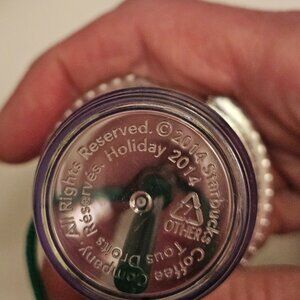 © 2014 Starbucks Coffee Company. All Rights Reserved.
Holiday 2014
Tous Droits Réservés.
7
OTHER